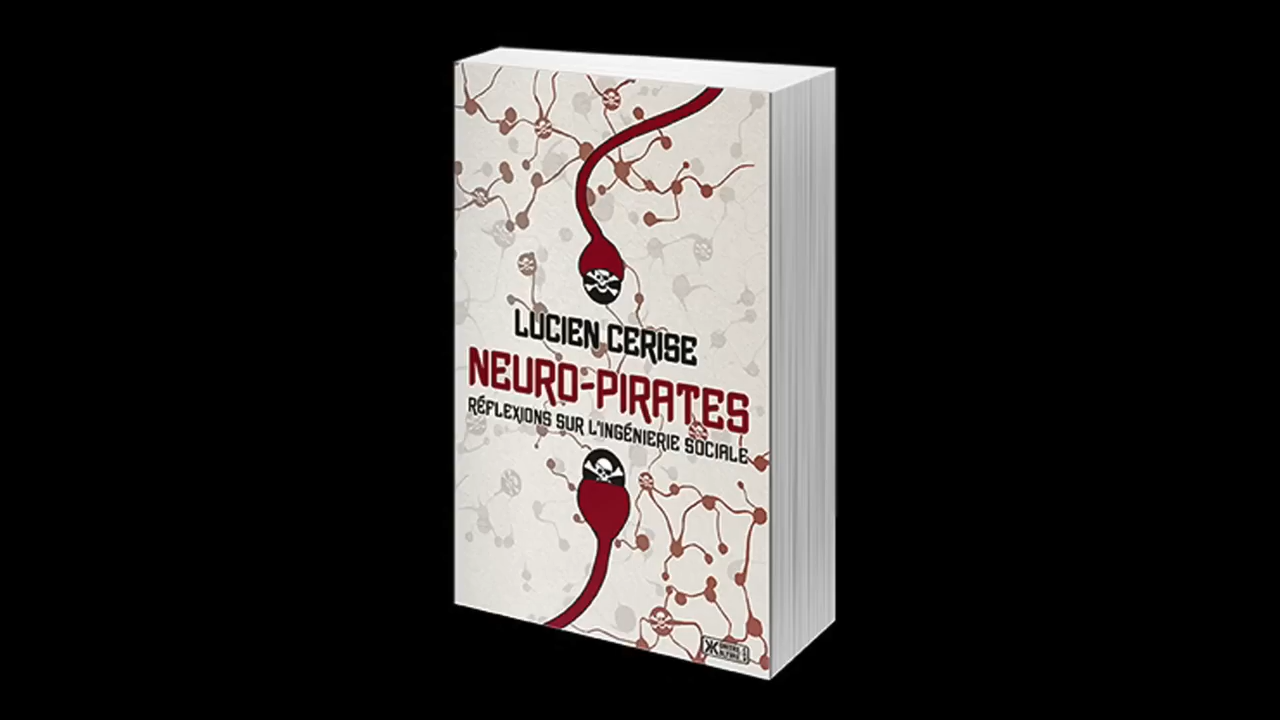 LUCIEN CERISE
NEURO-PIRATES
RÉFLEXIONS SUR L'INGÉNIERIE SOCIALE